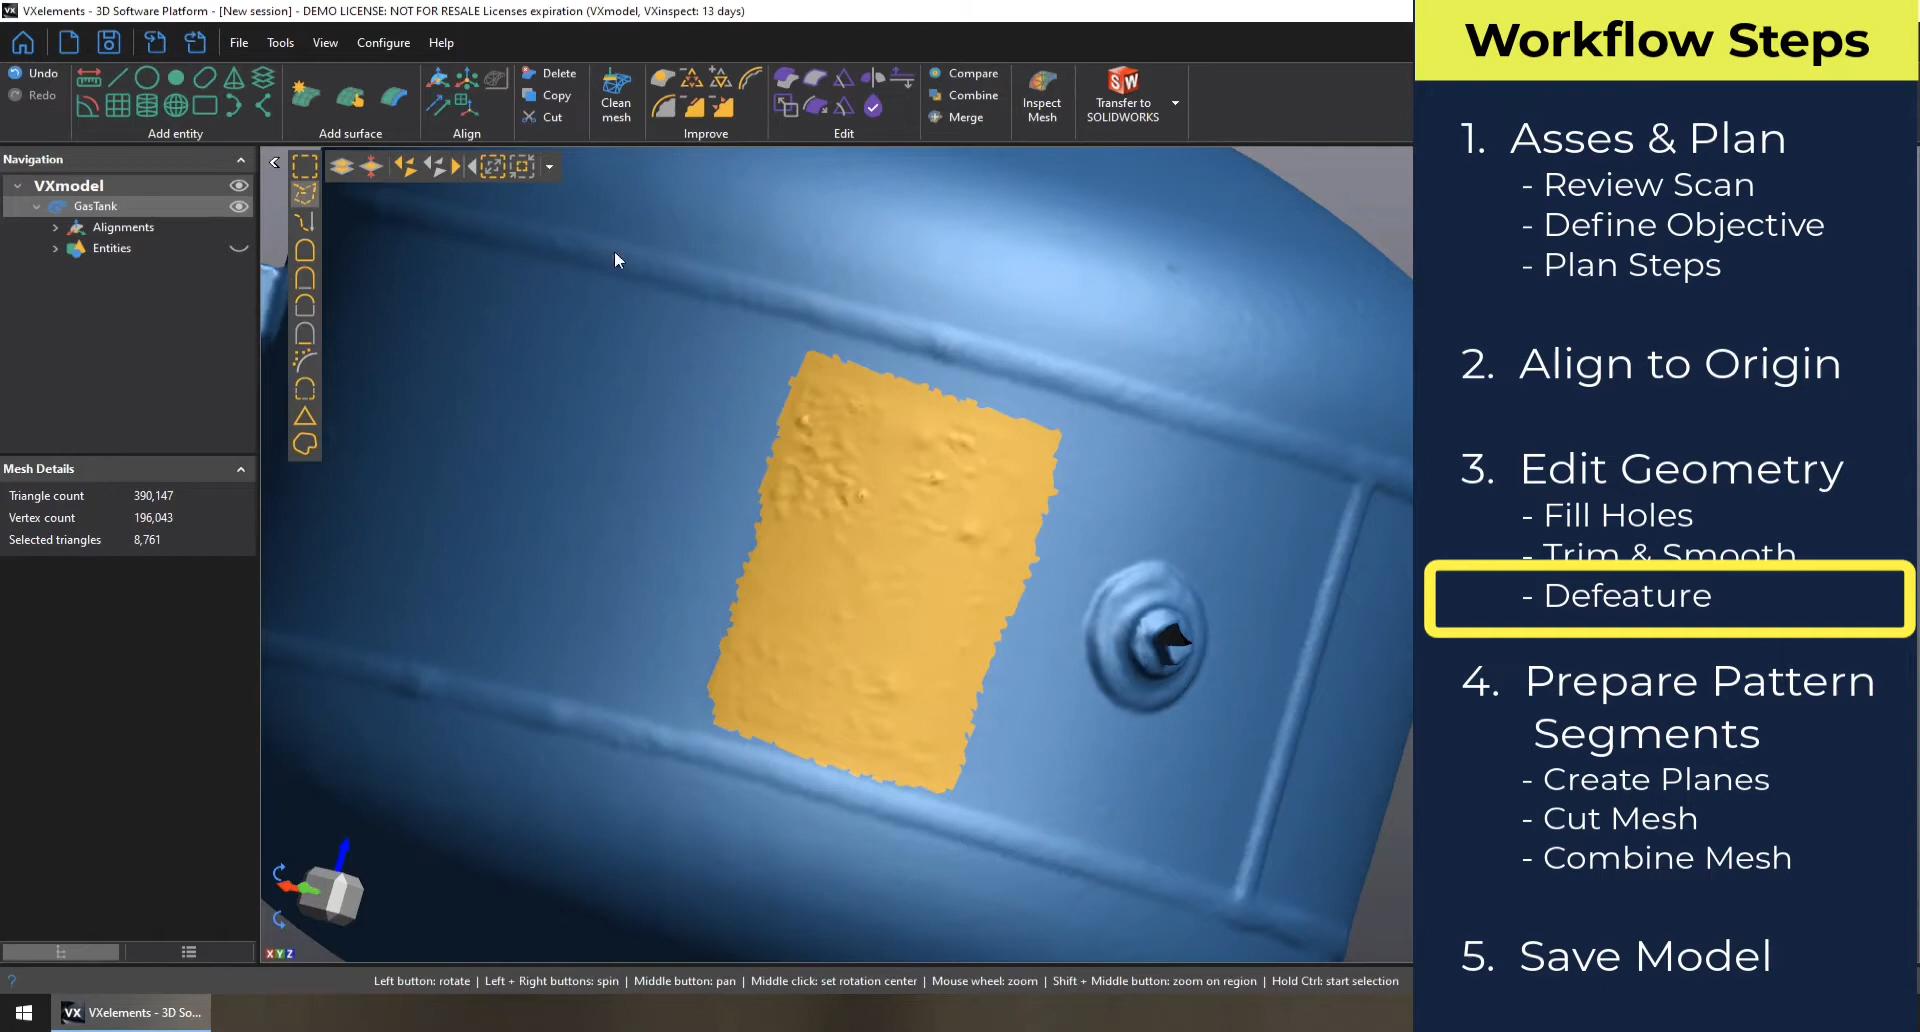 VX VXelements - 3D Software Platform - [New session] - DEMO LICENSE: NOT FOR RESALE Licenses expiration (VXmodel, VXinspect: 13 days)
File Tools View Configure Help
Undo
Redo
Add entity
Add surface
Align
Delete
Copy
Cut
Clean
mesh
Improve
Edit
Compare
Combine
Merge
Inspect
Mesh
SW
Transfer to
SOLIDWORKS
Navigation
VXmodel
GasTank
Alignments
Entities
Mesh Details
Triangle count 390,147
Vertex count 196,043
Selected triangles 8,761
X Y Z
Left button: rotate | Left + Right buttons: spin | Middle button: pan | Middle click: set rotation center | Mouse wheel: zoom | Shift + Middle button: zoom on region | Hold Ctrl: start selection
?
VX VXelements - 3D So...
Workflow Steps
1. Asses & Plan
- Review Scan
- Define Objective
- Plan Steps
2. Align to Origin
3. Edit Geometry
- Fill Holes
- Trim & Smooth
- Defeature
4. Prepare Pattern
Segments
- Create Planes
- Cut Mesh
- Combine Mesh
5. Save Model